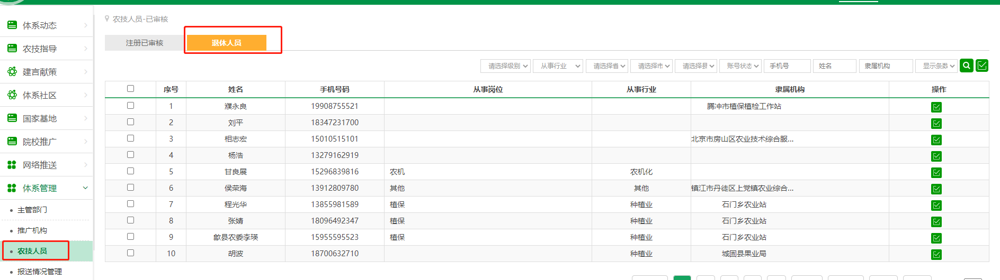 体系动态
农技指导
建言献策
体系社区
国家基地
院校推广
网络推送
体系管理
主管部门
推广机构
农技人员
报送情况管理
农技人员-已审核
注册已审核 退休人员
请选择级别 从事行业 请选择省 请选择市 请选择县 账号状态 手机号 姓名 隶属机构 显示条数
序号 姓名 手机号码 从事岗位 从事行业 隶属机构 操作
1 濮永良 19908755521 腾冲市植保植检工作站
2 刘平 18347231700
3 相志宏 15010515101 北京市房山区农业技术综合服...
4 杨浩 13279162919
5 甘良展 15296839816 农机 农机化
6 侯荣海 13912809780 其他 其他 镇江市丹徒区上党镇农业综合...
7 程光华 13855981589 植保 种植业 石门乡农业站
8 张婧 18096492347 植保 种植业 石门乡农业站
9 歙县农委李瑛 15955595523 植保 种植业 石门乡农业站
10 胡波 18700632710 种植业 城固县果业局